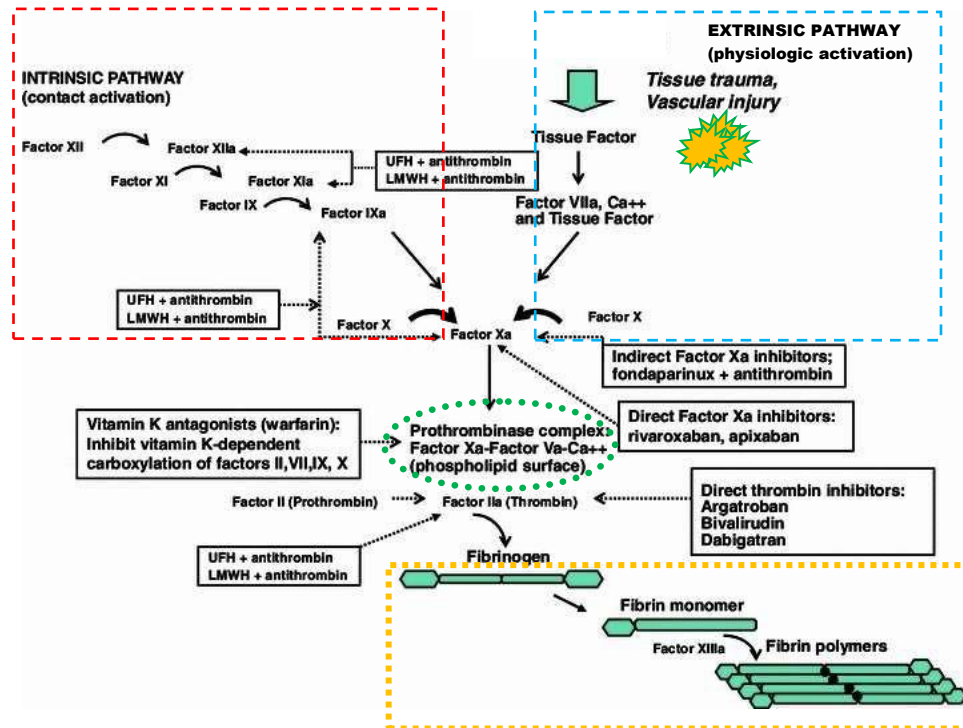 EXTRINSIC PATHWAY
(physiologic activation)
INTRINSIC PATHWAY
(contact activation)
Tissue trauma,
Vascular injury
Tissue Factor
Factor XII
Factor XIIa
UFH + antithrombin
LMWH + antithrombin
Factor XI
Factor XIa
Factor IX
Factor IXa
Factor VIIa, Ca++
and Tissue Factor
UFH + antithrombin
LMWH + antithrombin
Factor X
Factor Xa
Factor X
Indirect Factor Xa inhibitors;
fondaparinux + antithrombin
Vitamin K antagonists (warfarin):
Inhibit vitamin K-dependent
carboxylation of factors II,VII,IX, X
Prothrombinase complex:
Factor Xa-Factor Va-Ca++
(phospholipid surface)
Direct Factor Xa inhibitors:
rivaroxaban, apixaban
Factor II (Prothrombin)
Factor IIa (Thrombin)
Direct thrombin inhibitors:
Argatroban
Bivalirudin
Dabigatran
UFH + antithrombin
LMWH + antithrombin
Fibrinogen
Fibrin monomer
Factor XIIIa
Fibrin polymers